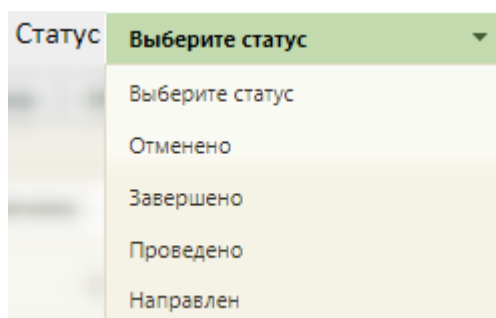 Статус Выберите статус
Выберите статус
Отменено
Завершено
Проведено
Направлен